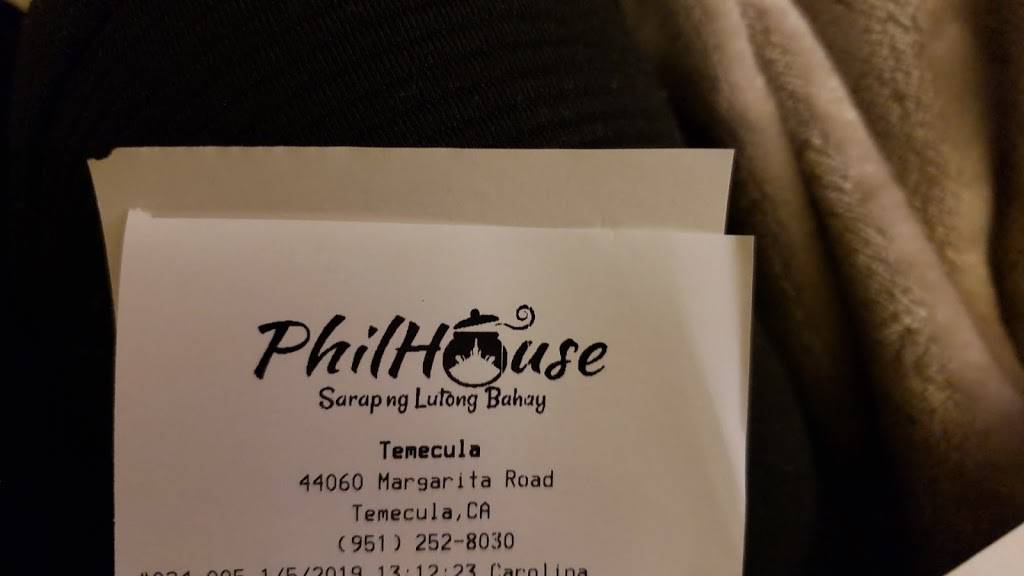 PhilHouse
Sarap ng Lutong Bahay
Temecula
44060 Margarita Road
Temecula,CA
(951) 252-8030
1/5/2019 13:12:23 Carolina